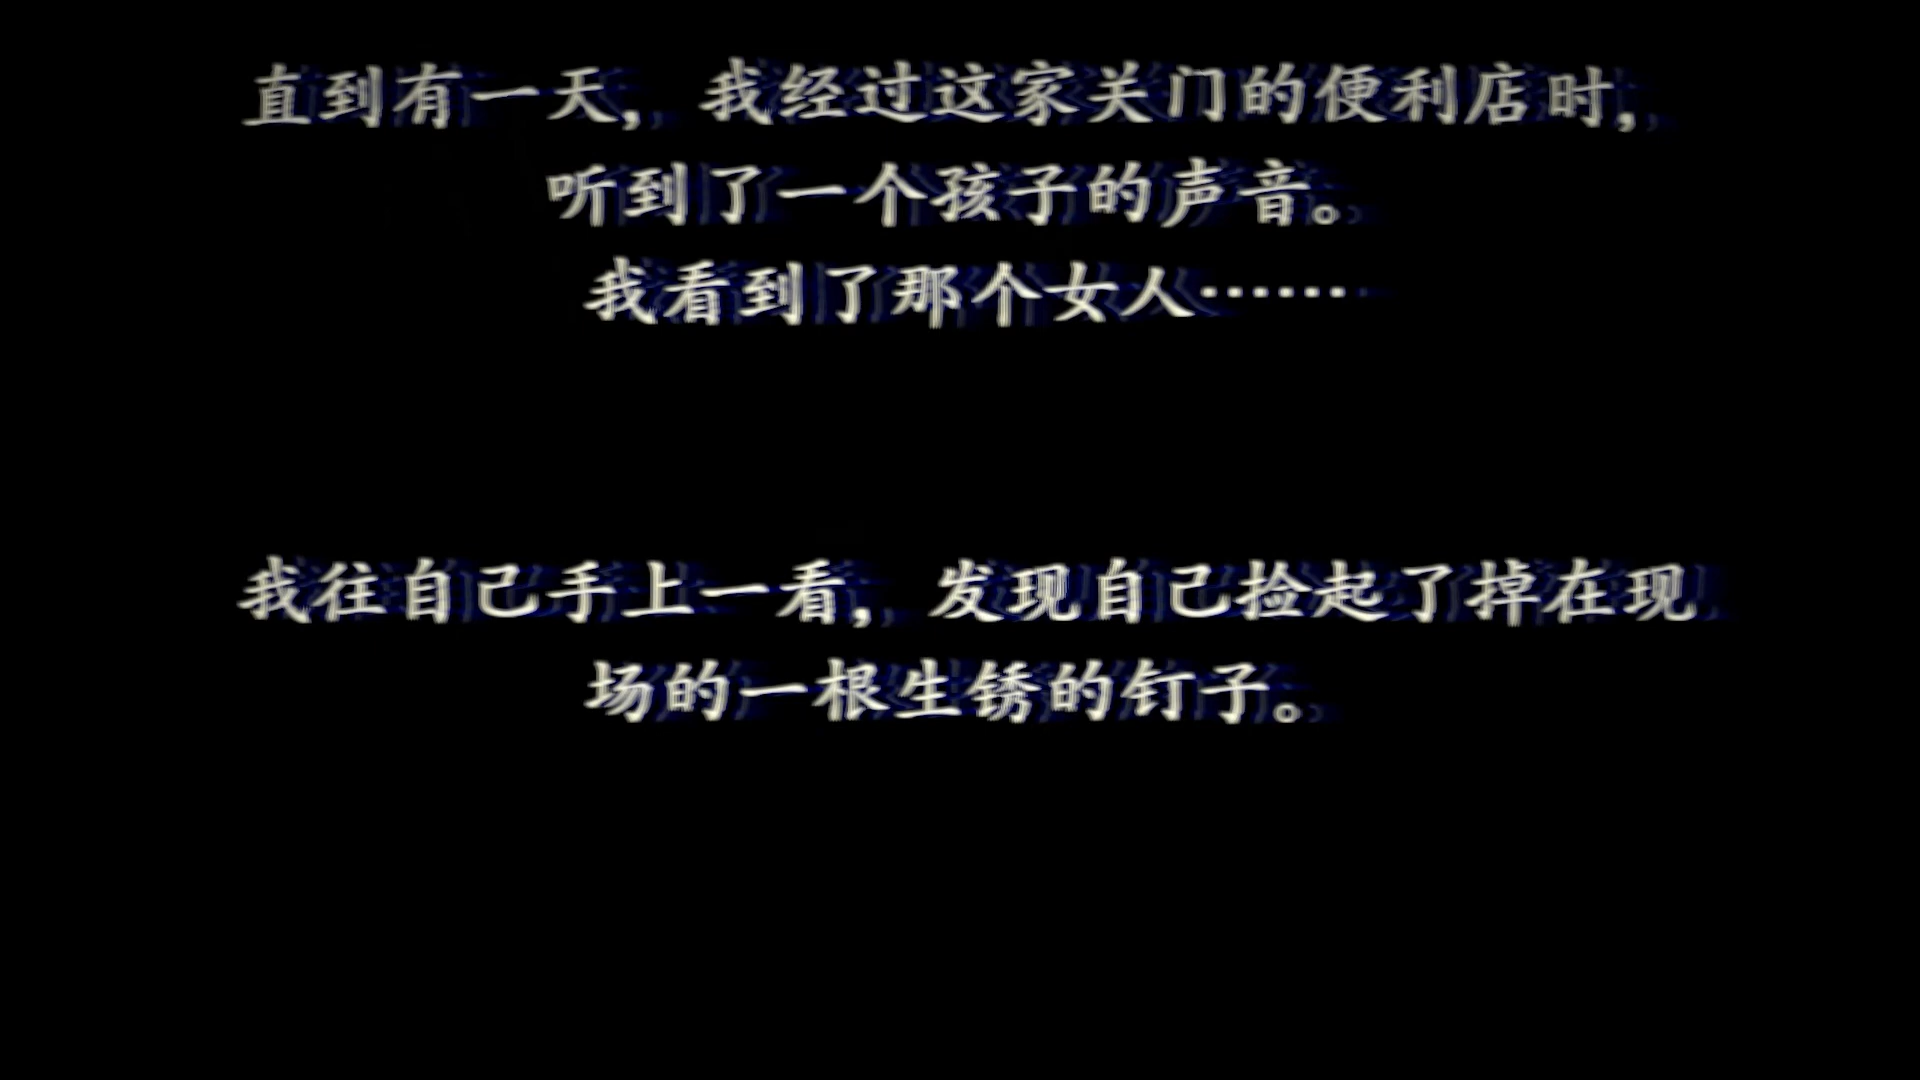 直到有一天，我经过这家关门的便利店时，
听到了一个孩子的声音。
我看到了那个女人……
我往自己手上一看，发现自己捡起了掉在现
场的一根生锈的钉子。